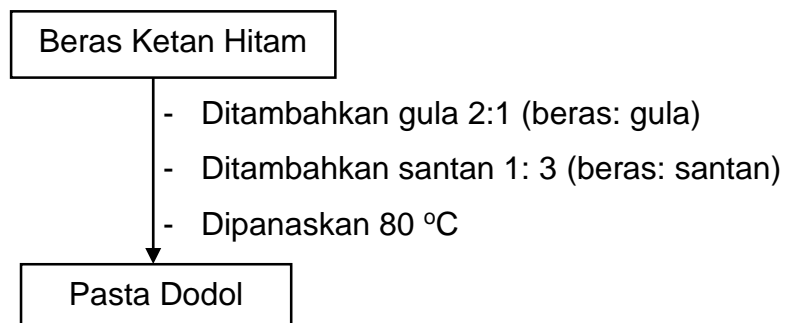 Beras Ketan Hitam
- Ditambahkan gula 2:1 (beras: gula)
- Ditambahkan santan 1: 3 (beras: santan)
- Dipanaskan 80 ºC
Pasta Dodol